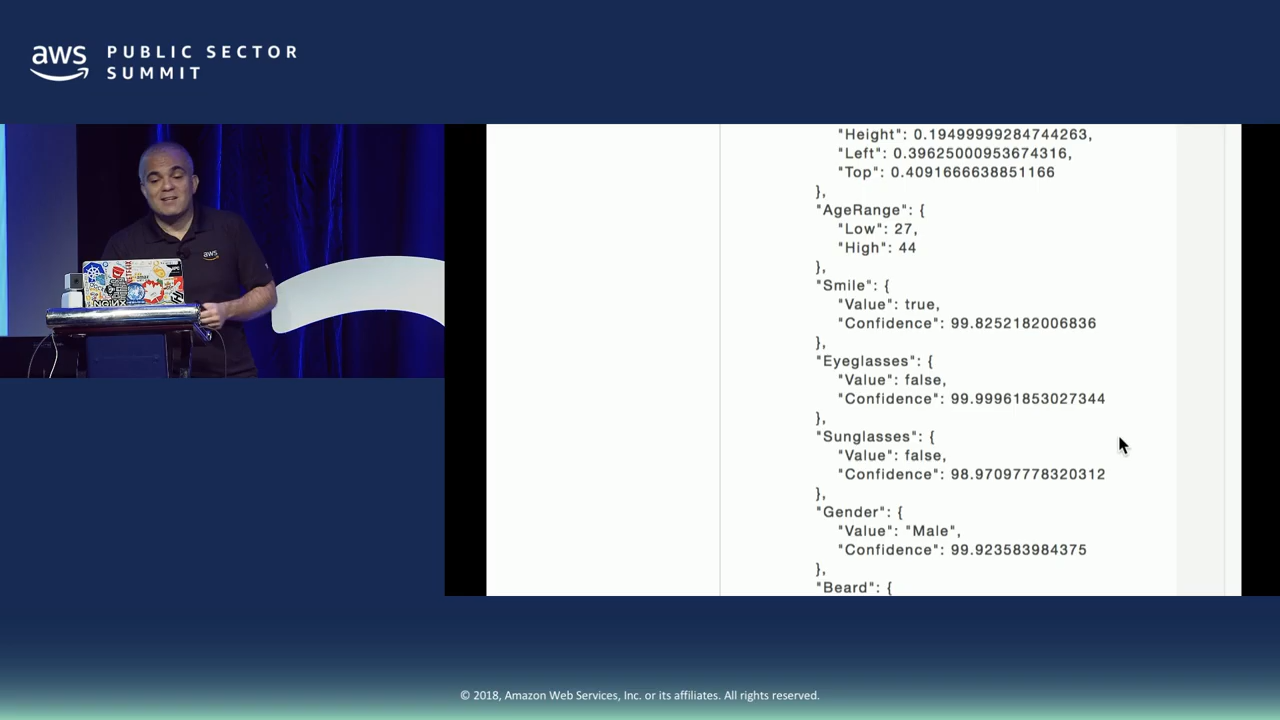 aws
PUBLIC SECTOR
SUMMIT
aws
NGINX
"Height": 0.19499999284744263,
"Left": 0.39625000953674316,
"Top": 0.4091666638851166
},
"AgeRange": {
"Low": 27,
"High": 44
},
"Smile": {
"Value": true,
"Confidence": 99.8252182006836
},
"Eyeglasses": {
"Value": false,
"Confidence": 99.99961853027344
},
"Sunglasses": {
"Value": false,
"Confidence": 98.97097778320312
},
"Gender": {
"Value": "Male",
"Confidence": 99.923583984375
},
"Beard": {
© 2018, Amazon Web Services, Inc. or its affiliates. All rights reserved.